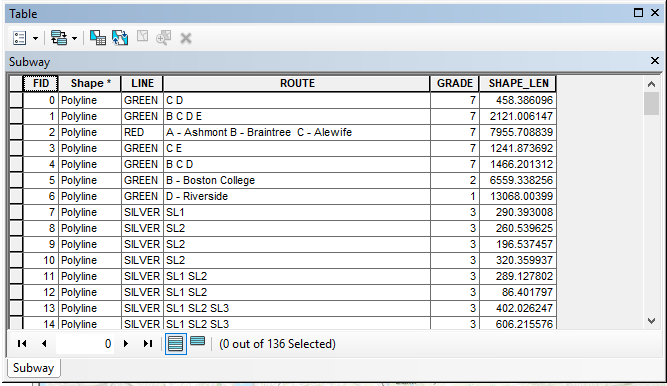 Table
Subway
FID Shape * LINE ROUTE GRADE SHAPE_LEN
0 Polyline GREEN C D 7 458.386096
1 Polyline GREEN B C D E 7 2121.006147
2 Polyline RED A - Ashmont B - Braintree C - Alewife 7 7955.708839
3 Polyline GREEN C E 7 1241.873692
4 Polyline GREEN B C D 7 1466.201312
5 Polyline GREEN B - Boston College 2 6559.338256
6 Polyline GREEN D - Riverside 1 13068.00399
7 Polyline SILVER SL1 3 290.393008
8 Polyline SILVER SL2 3 260.539625
9 Polyline SILVER SL2 3 196.537457
10 Polyline SILVER SL2 3 320.359937
11 Polyline SILVER SL1 SL2 3 289.127802
12 Polyline SILVER SL1 SL2 3 86.401797
13 Polyline SILVER SL1 SL2 SL3 3 402.026247
14 Polyline SILVER SL1 SL2 SL3 3 606.215576
0 (0 out of 136 Selected)
Subway